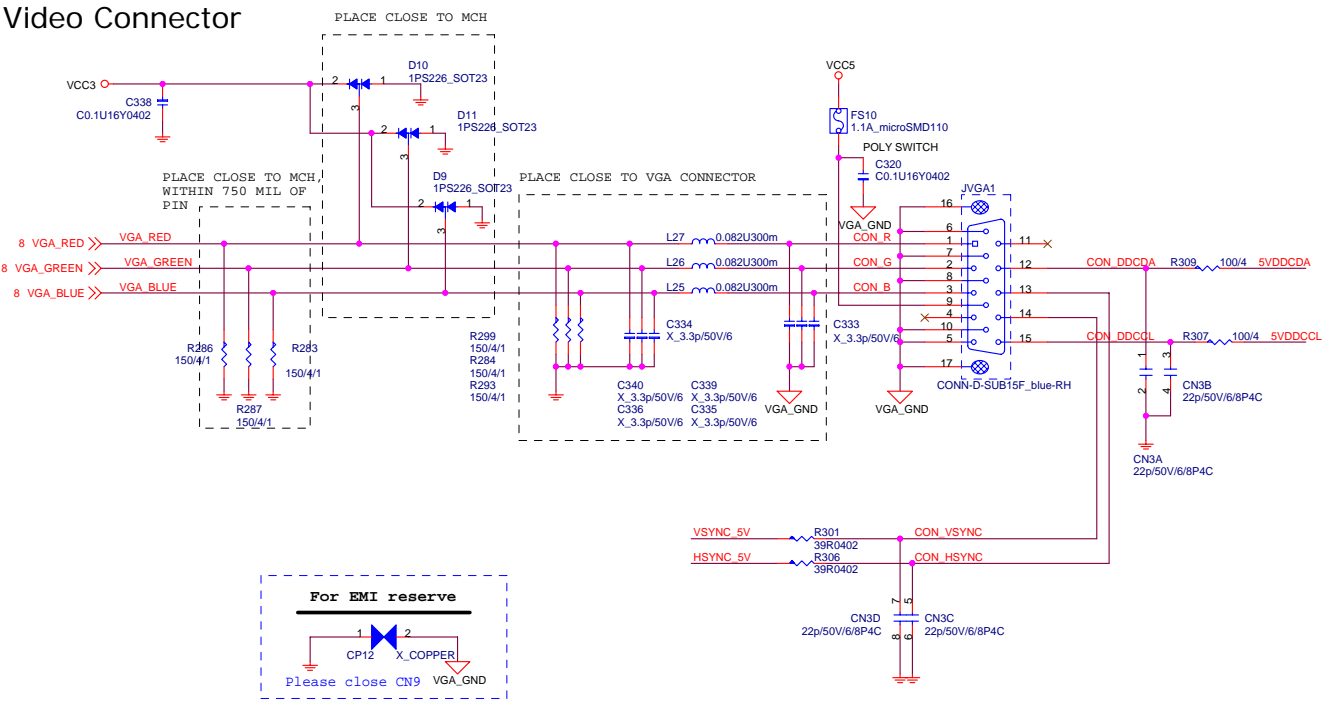 Video Connector
PLACE CLOSE TO MCH
VCC3
C338
C0.1U16Y0402
2
1
3
D10
1PS226_SOT23
2
1
3
D11
1PS226_SOT23
2
1
3
D9
1PS226_SOT23
PLACE CLOSE TO MCH,
WITHIN 750 MIL OF
PIN
PLACE CLOSE TO VGA CONNECTOR
VCC5
FS10
1.1A_microSMD110
POLY SWITCH
C320
C0.1U16Y0402
VGA_GND
JVGA1
8 VGA_RED
VGA_RED
8 VGA_GREEN
VGA_GREEN
8 VGA_BLUE
VGA_BLUE
L27
0.082U300m
CON_R
L26
0.082U300m
CON_G
L25
0.082U300m
CON_B
16
6
1
7
2
8
3
9
4
10
5
17
11
12
13
14
15
CON_DDCDA
R309
100/4
5VDDCDA
CON_DDCCL
R307
100/4
5VDDCCL
R286
150/4/1
R283
150/4/1
R287
150/4/1
R299
150/4/1
R284
150/4/1
R293
150/4/1
C334
X_3.3p/50V/6
C340
X_3.3p/50V/6
C336
X_3.3p/50V/6
C339
X_3.3p/50V/6
C335
X_3.3p/50V/6
C333
X_3.3p/50V/6
VGA_GND
VGA_GND
CONN-D-SUB15F_blue-RH
1
2
3
4
CN3B
22p/50V/6/8P4C
CN3A
22p/50V/6/8P4C
VSYNC_5V
R301
39R0402
CON_VSYNC
HSYNC_5V
R306
39R0402
CON_HSYNC
7
5
8
6
CN3D
22p/50V/6/8P4C
CN3C
22p/50V/6/8P4C
For EMI reserve
1
2
CP12
X_COPPER
Please close CN9
VGA_GND